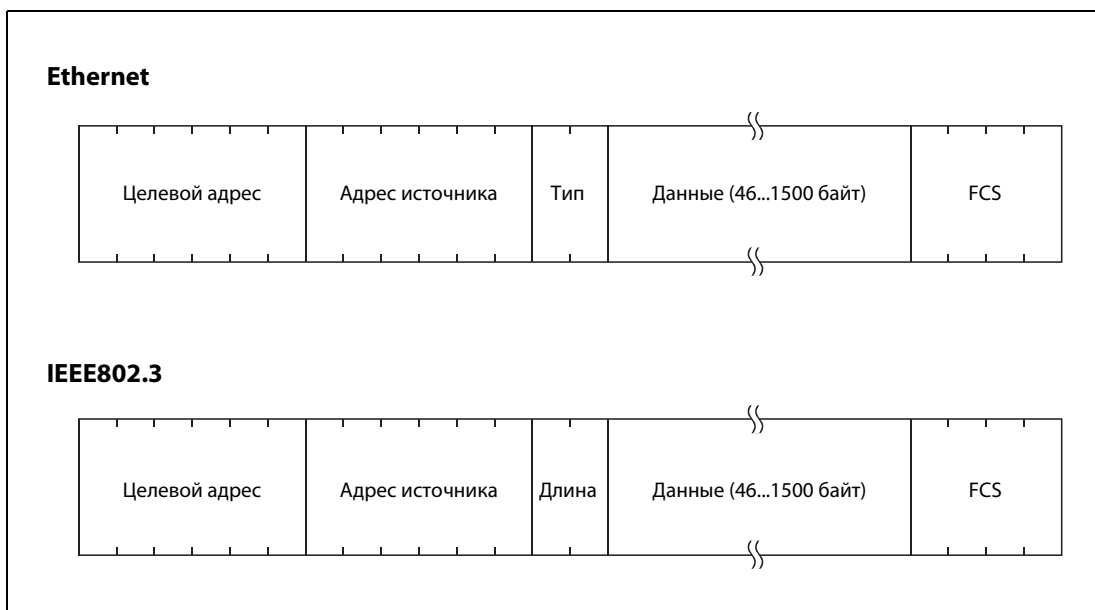 Ethernet
Целевой адрес
Адрес источника
Тип
Данные (46...1500 байт)
FCS
IEEE802.3
Целевой адрес
Адрес источника
Длина
Данные (46...1500 байт)
FCS